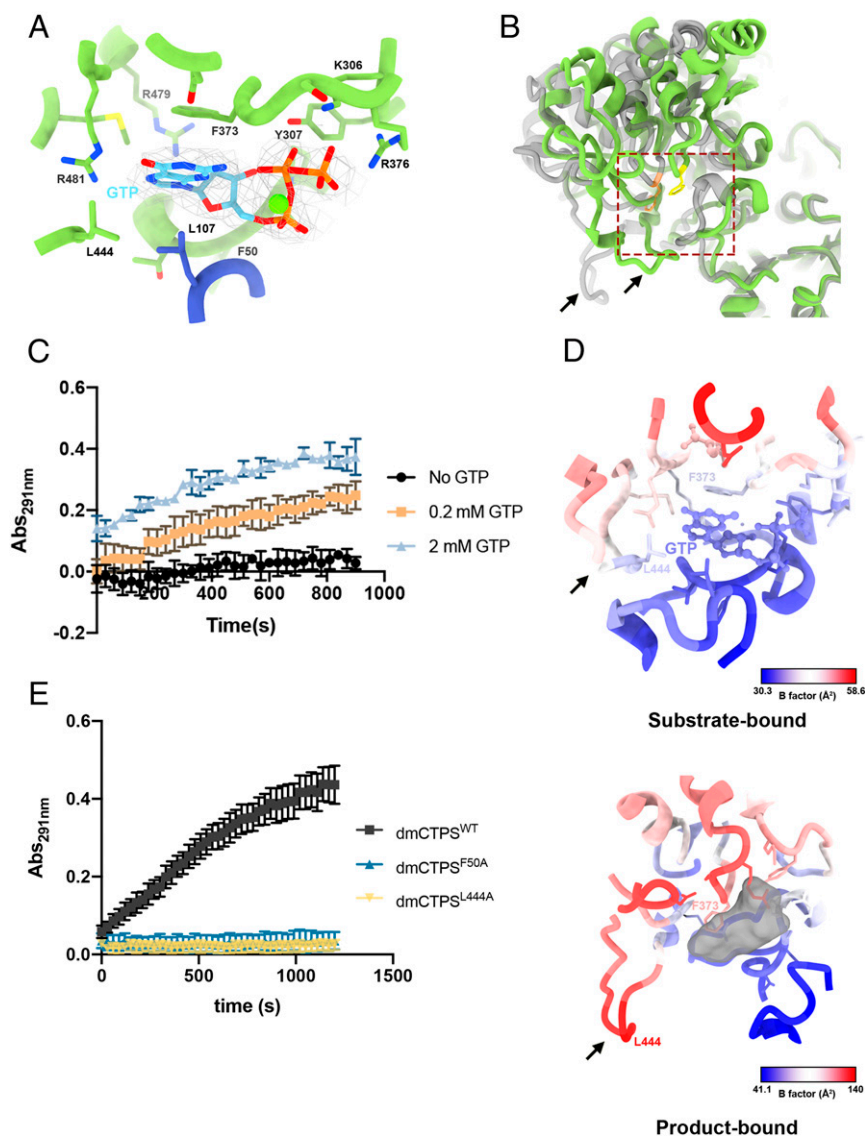 A
K306
R479
F373
Y307
R376
R481
GTP
L107
L444
F50
B
C
0.6
0.4
0.2
0.0
-0.2
Abs291nm
200 400 600 800 1000
Time(s)
No GTP
0.2 mM GTP
2 mM GTP
D
F373
GTP
L444
30.3 58.6
B factor (Å²)
Substrate-bound
E
0.6
0.4
0.2
0.0
Abs291nm
0 500 1000 1500
time (s)
dmCTPSWT
dmCTPSF50A
dmCTPSL444A
F373
L444
41.1 140
B factor (Å²)
Product-bound